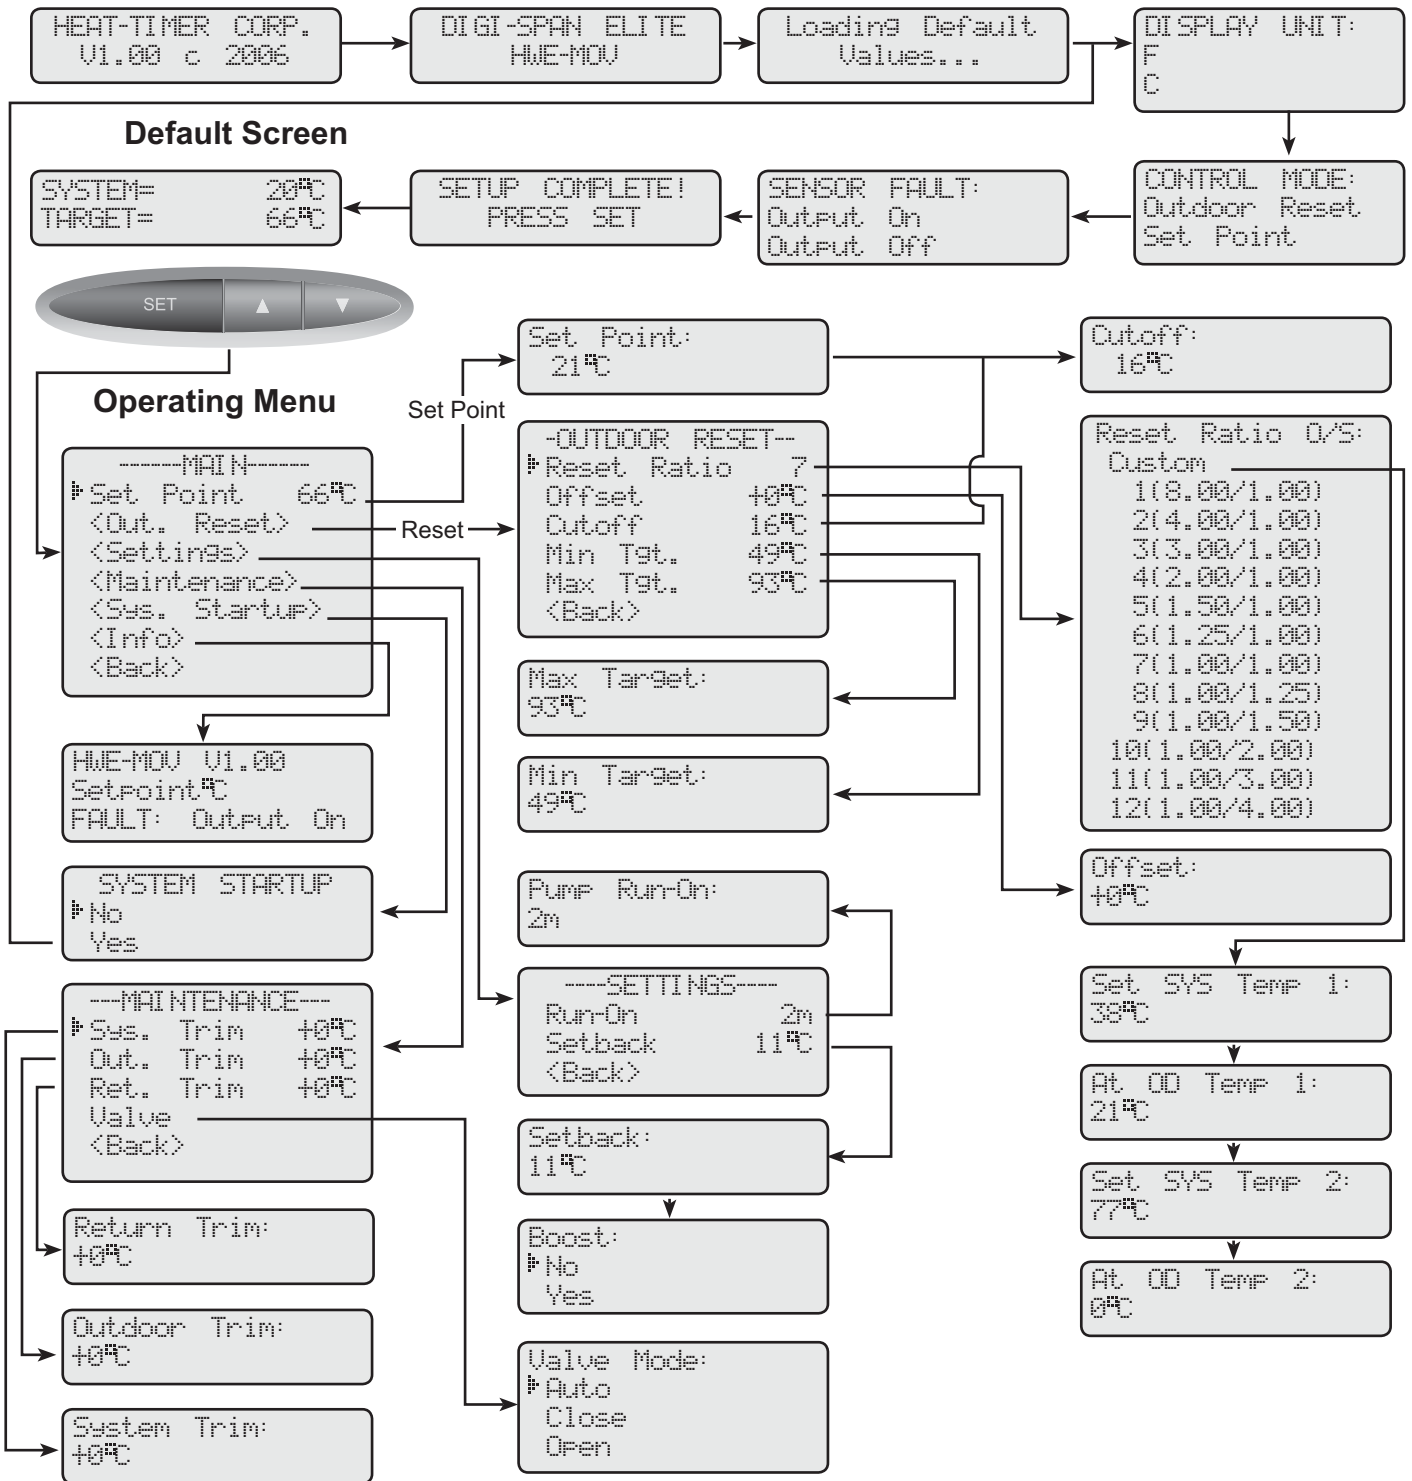 HEAT-TIMER CORP.
V1.00 c 2006
DIGI-SPAN ELITE
HWE-MOV
Loading Default
Values...
DISPLAY UNIT:
F
C
Default Screen
SYSTEM= 20°C
TARGET= 66°C
SETUP COMPLETE!
PRESS SET
SENSOR FAULT:
Output On
Output Off
CONTROL MODE:
Outdoor Reset
Set Point
SET ▲ ▼
Operating Menu
Set Point
Reset
------MAIN-----
Set Point 66°C
<Out. Reset>
<Settings>
<Maintenance>
<Sys. Startup>
<Info>
<Back>
Set Point:
21°C
Cutoff:
16°C
-OUTDOOR RESET--
Reset Ratio 7
Offset +0°C
Cutoff 16°C
Min Tgt. 49°C
Max Tgt. 93°C
<Back>
Reset Ratio O/S:
Custom
1(8.00/1.00)
2(4.00/1.00)
3(3.00/1.00)
4(2.00/1.00)
5(1.50/1.00)
6(1.25/1.00)
7(1.00/1.00)
8(1.00/1.25)
9(1.00/1.50)
10(1.00/2.00)
11(1.00/3.00)
12(1.00/4.00)
Max Target:
93°C
Min Target:
49°C
HWE-MOV V1.00
Setpoint°C
FAULT: Output On
SYSTEM STARTUP
No
Yes
Pump Run-On:
2m
Offset:
+0°C
---MAINTENANCE---
Sys. Trim +0°C
Out. Trim +0°C
Ret. Trim +0°C
Valve
<Back>
----SETTINGS----
Run-On 2m
Setback 11°C
<Back>
Set SYS Temp 1:
38°C
At OD Temp 1:
21°C
Set SYS Temp 2:
77°C
At OD Temp 2:
0°C
Setback:
11°C
Boost:
No
Yes
Return Trim:
+0°C
Outdoor Trim:
+0°C
System Trim:
+0°C
Valve Mode:
Auto
Close
Open